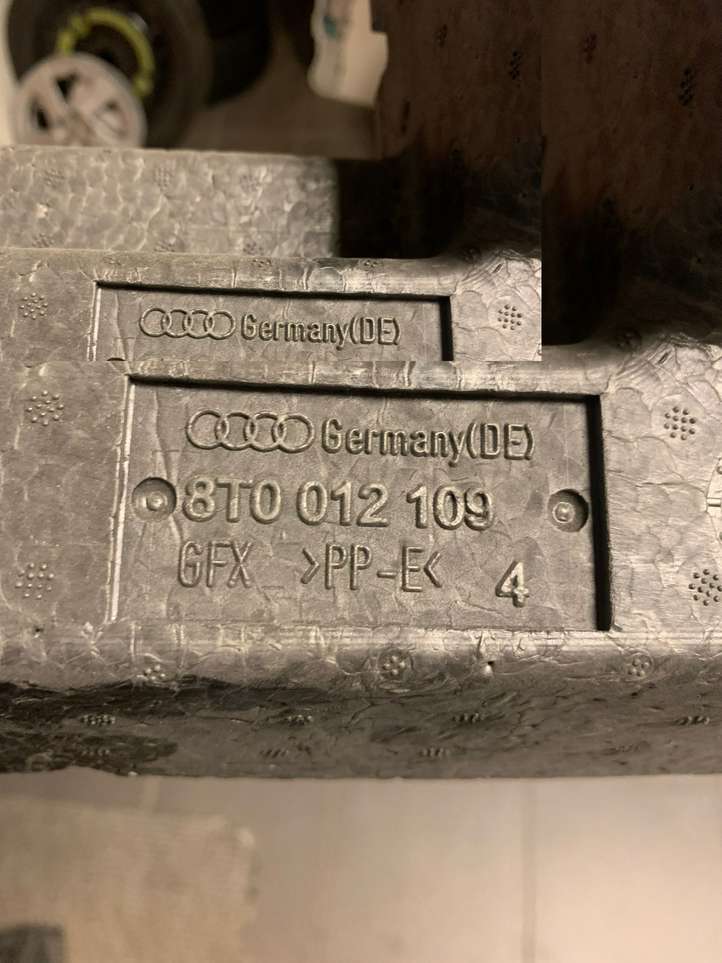 Germany(DE)
Germany(DE)
8T0 012 109
GFX >PP-E<
4